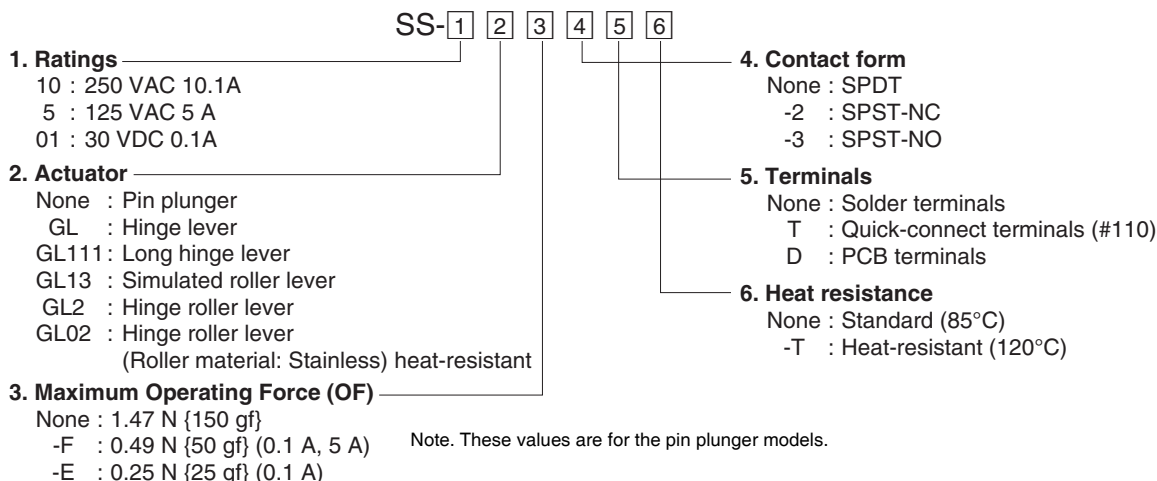 SS-1 2 3 4 5 6
1. Ratings
10 : 250 VAC 10.1A
5 : 125 VAC 5 A
01 : 30 VDC 0.1A
2. Actuator
None : Pin plunger
GL : Hinge lever
GL111 : Long hinge lever
GL13 : Simulated roller lever
GL2 : Hinge roller lever
GL02 : Hinge roller lever
(Roller material: Stainless) heat-resistant
3. Maximum Operating Force (OF)
None : 1.47 N {150 gf}
-F : 0.49 N {50 gf} (0.1 A, 5 A)
-E : 0.25 N {25 gf} (0.1 A)
Note. These values are for the pin plunger models.
4. Contact form
None : SPDT
-2 : SPST-NC
-3 : SPST-NO
5. Terminals
None : Solder terminals
T : Quick-connect terminals (#110)
D : PCB terminals
6. Heat resistance
None : Standard (85°C)
-T : Heat-resistant (120°C)